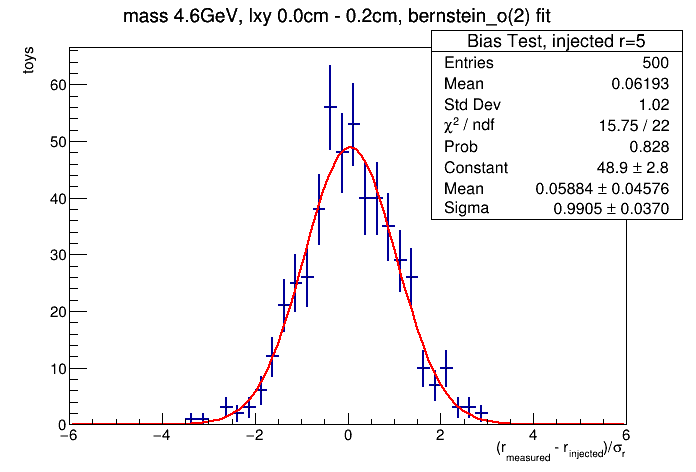 mass 4.6GeV, lxy 0.0cm - 0.2cm, bernstein_o(2) fit
Bias Test, injected r=5
Entries 500
Mean 0.06193
Std Dev 1.02
χ² / ndf 15.75 / 22
Prob 0.828
Constant 48.9 ± 2.8
Mean 0.05884 ± 0.04576
Sigma 0.9905 ± 0.0370
toys
60
50
40
30
20
10
0
−6 −4 −2 0 2 4 6
(r_measured - r_injected)/σ_r